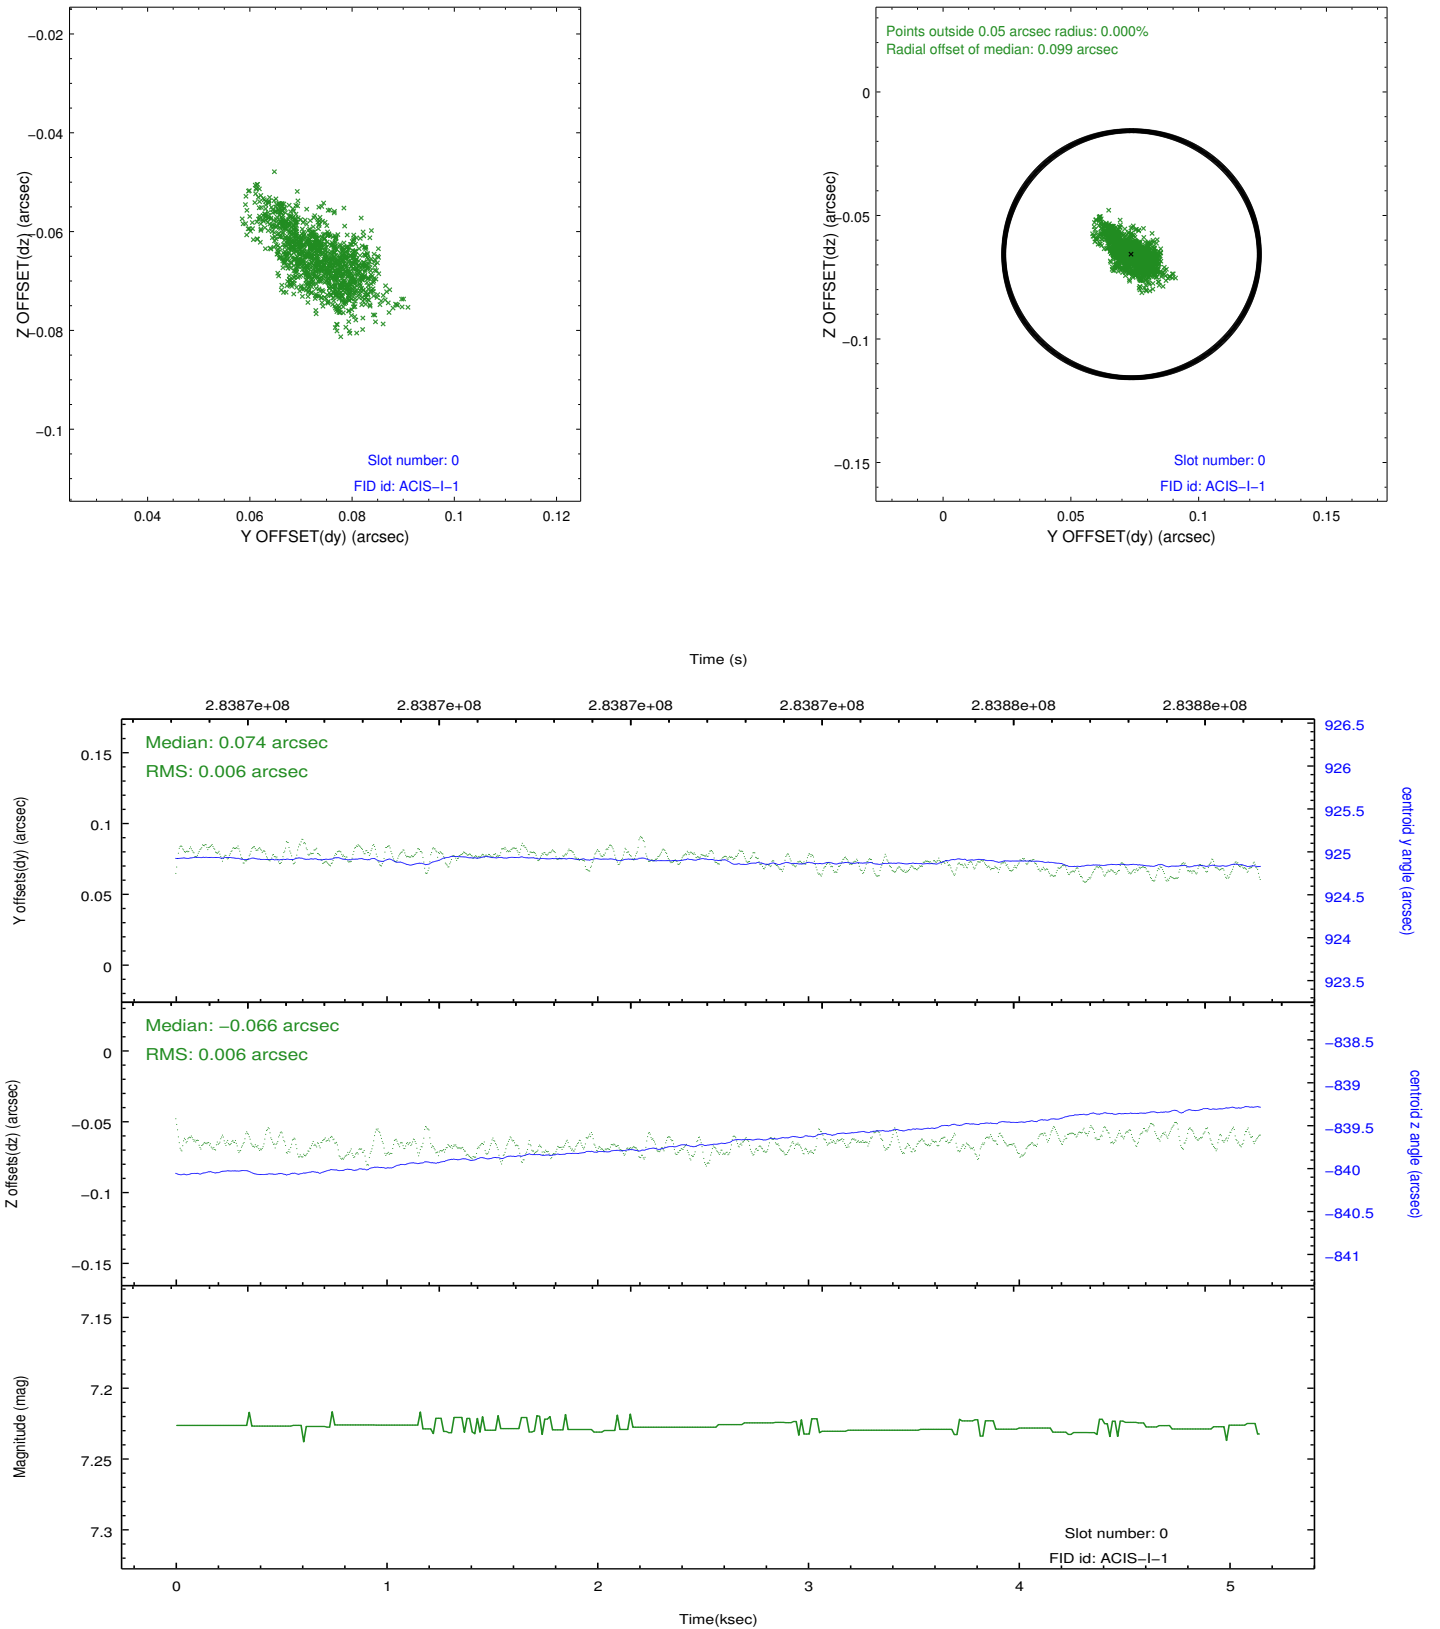 −0.02
−0.04
−0.06
−0.08
−0.1
Z OFFSET(dz) (arcsec)
Slot number: 0
FID id: ACIS−I−1
0.04
0.06
0.08
0.1
0.12
Y OFFSET(dy) (arcsec)
Points outside 0.05 arcsec radius: 0.000%
Radial offset of median: 0.099 arcsec
0
−0.05
−0.1
−0.15
Z OFFSET(dz) (arcsec)
Slot number: 0
FID id: ACIS−I−1
0
0.05
0.1
0.15
Y OFFSET(dy) (arcsec)
Time (s)
2.8387e+08
2.8387e+08
2.8387e+08
2.8387e+08
2.8388e+08
2.8388e+08
Median: 0.074 arcsec
RMS: 0.006 arcsec
0.15
0.1
0.05
0
Y offsets(dy) (arcsec)
926.5
926
925.5
925
924.5
924
923.5
centroid y angle (arcsec)
Median: −0.066 arcsec
RMS: 0.006 arcsec
0
−0.05
−0.1
−0.15
Z offsets(dz) (arcsec)
−838.5
−839
−839.5
−840
−840.5
−841
centroid z angle (arcsec)
7.15
7.2
7.25
7.3
Magnitude (mag)
Slot number: 0
FID id: ACIS−I−1
0
1
2
3
4
5
Time(ksec)